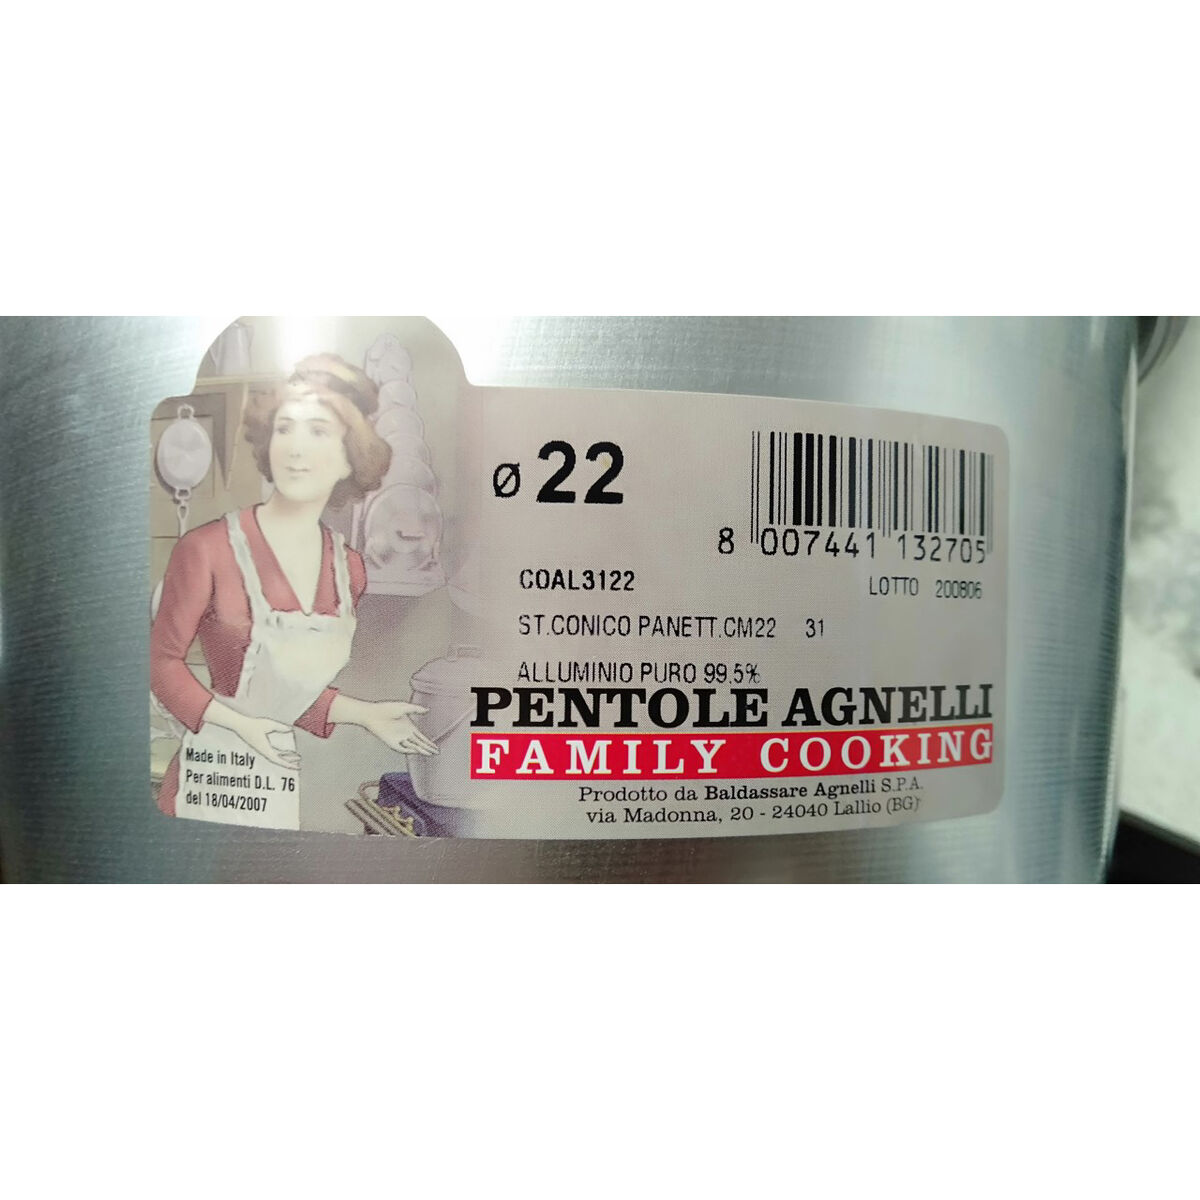 ø 22
8 007441 132705
COAL3122
LOTTO 200806
ST.CONICO PANETT.CM22 31
ALLUMINIO PURO 99.5%
PENTOLE AGNELLI
FAMILY COOKING
Prodotto da Baldassare Agnelli S.P.A.
via Madonna, 20 - 24040 Lallio (BG)
Made in Italy
Per alimenti D.L. 76
del 18/04/2007